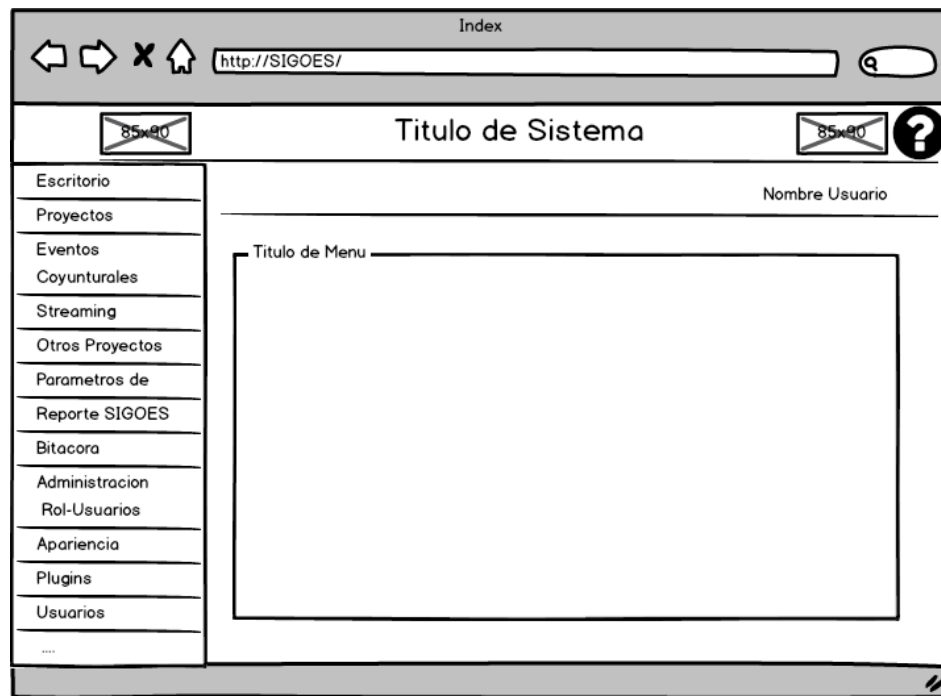 Index
http://SIGOES/
85x90
Titulo de Sistema
85x90
?
Escritorio
Proyectos
Eventos
Coyunturales
Streaming
Otros Proyectos
Parametros de
Reporte SIGOES
Bitacora
Administracion
Rol-Usuarios
Apariencia
Plugins
Usuarios
....
Nombre Usuario
Titulo de Menu